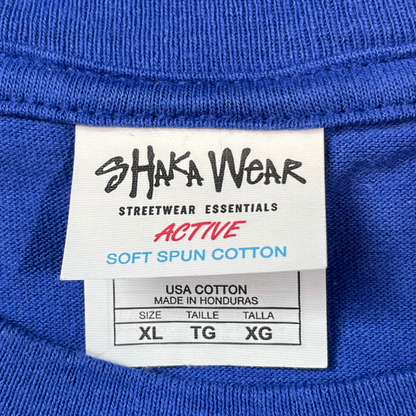 SHAKA WEAR
STREETWEAR ESSENTIALS
ACTIVE
SOFT SPUN COTTON
USA COTTON
MADE IN HONDURAS
SIZE TAILLE TALLA
XL TG XG